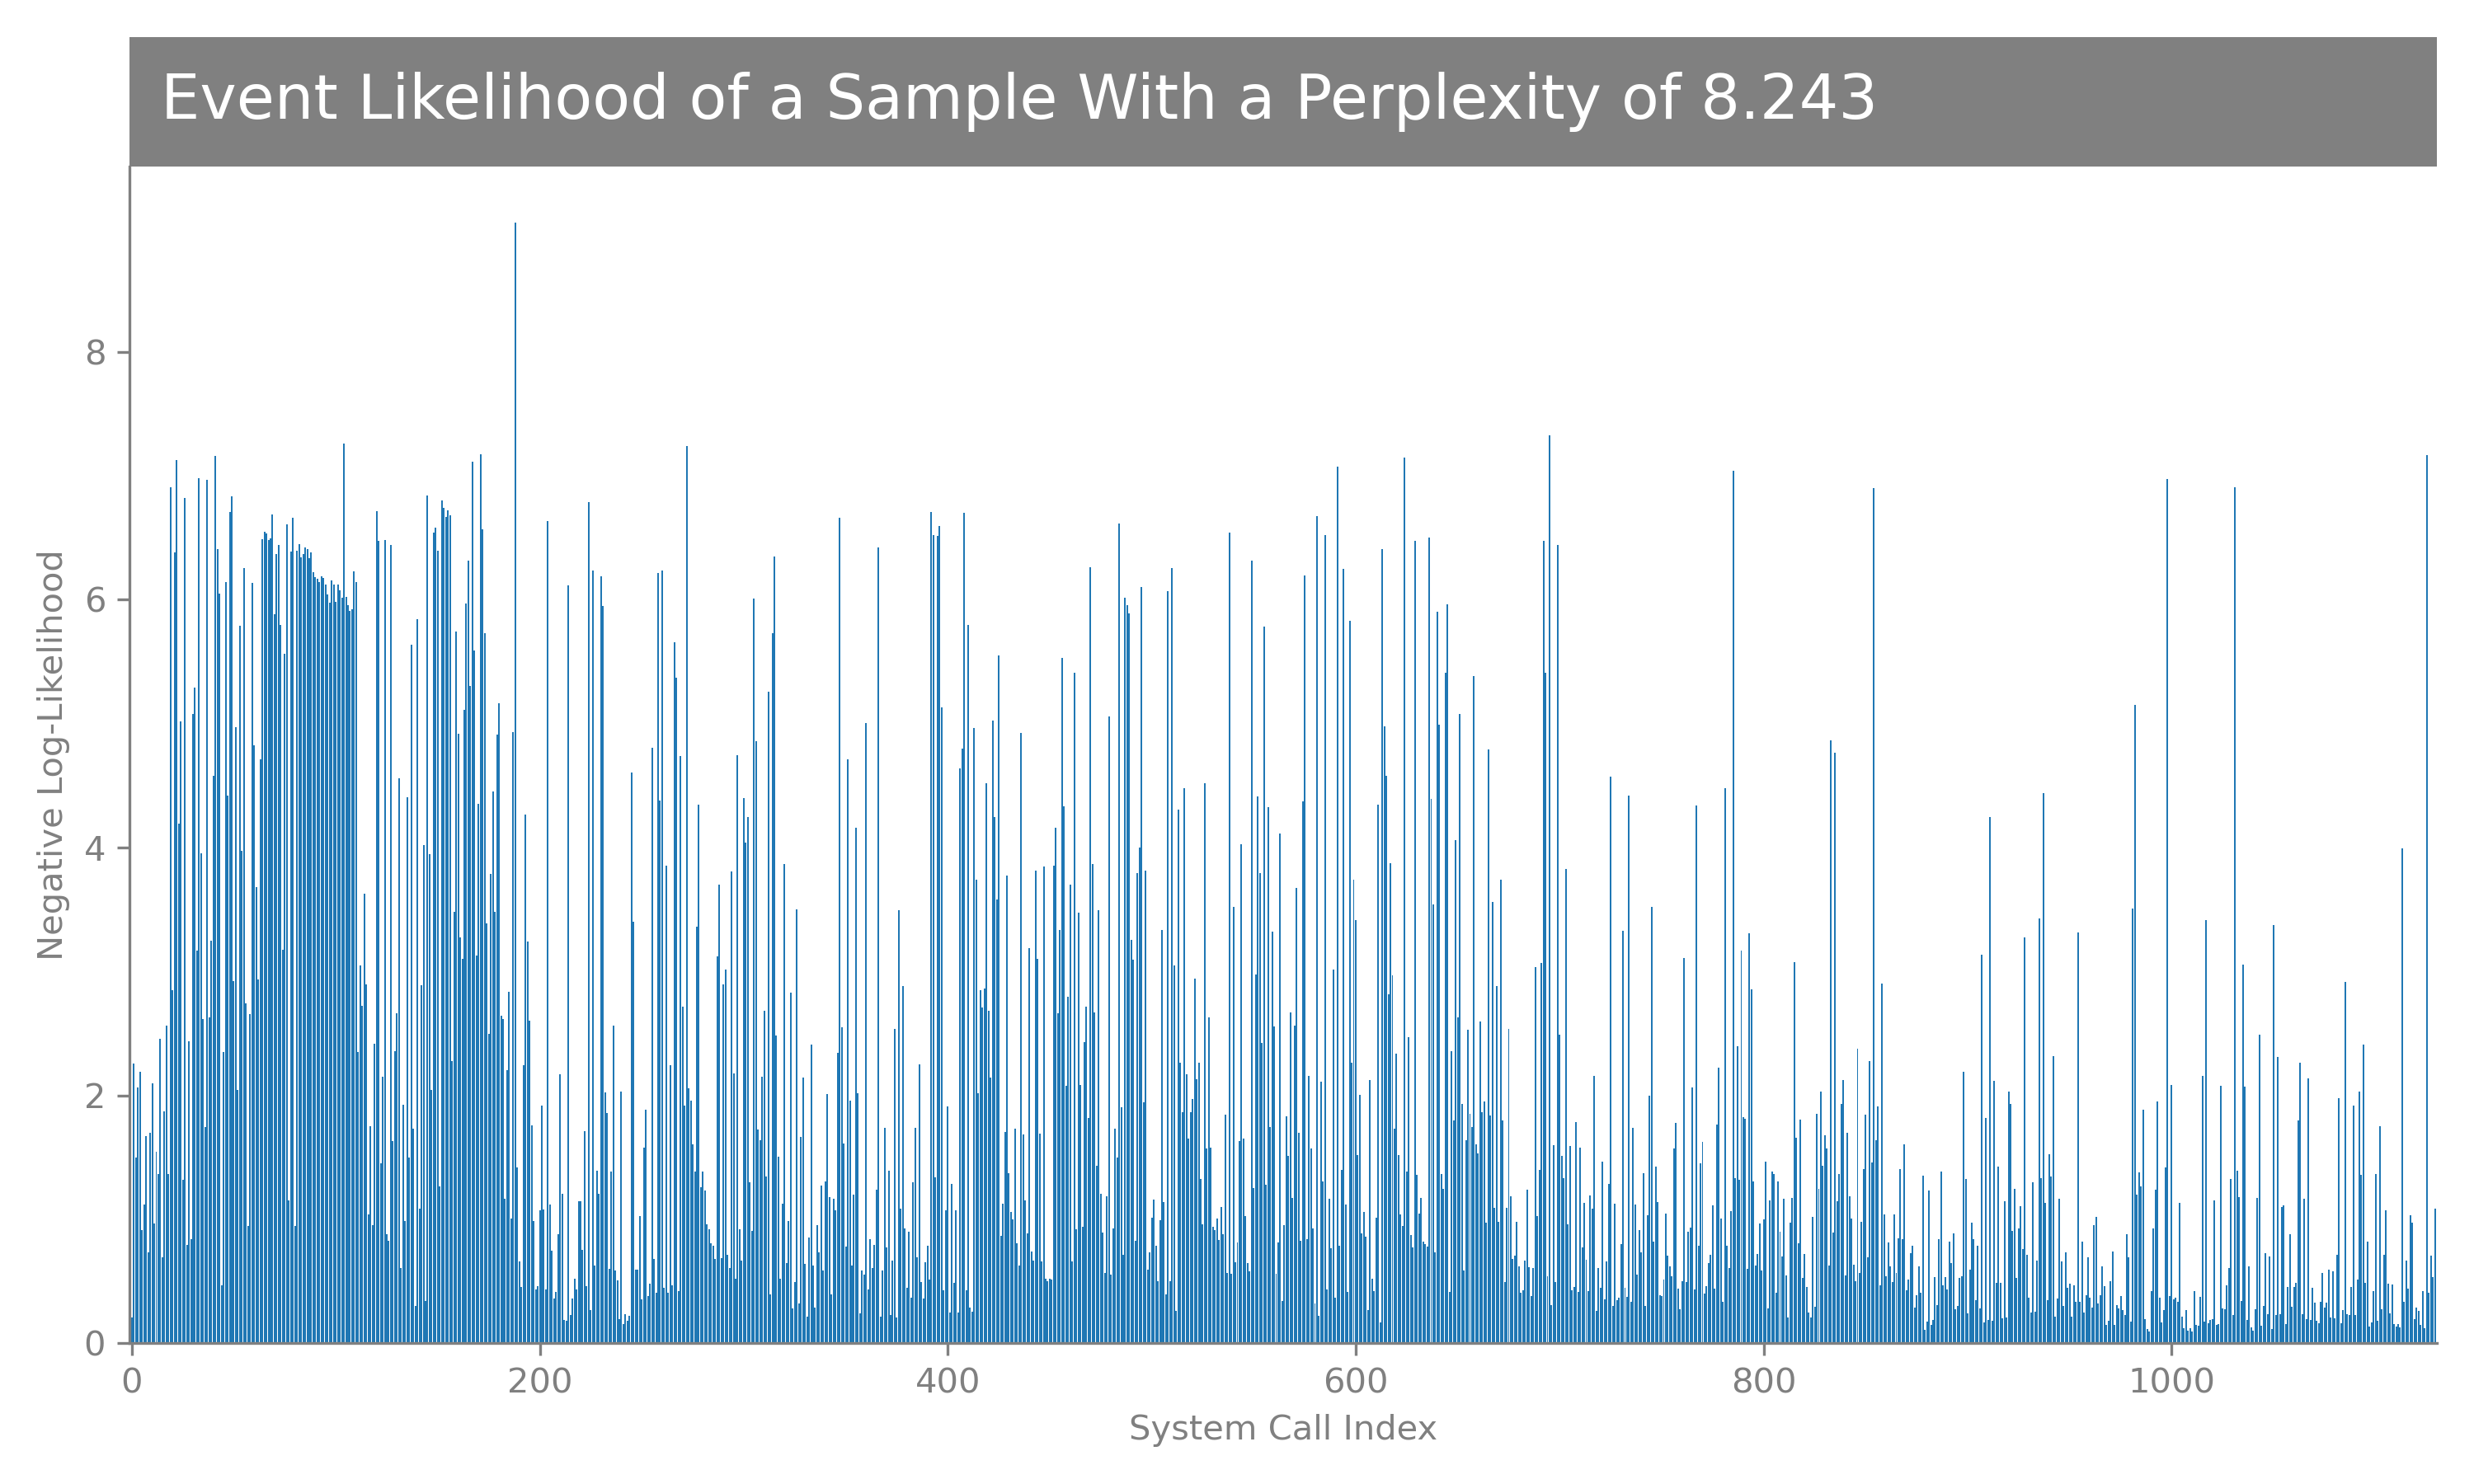 Event Likelihood of a Sample With a Perplexity of 8.243
Negative Log-Likelihood
8
6
4
2
0
0 200 400 600 800 1000
System Call Index